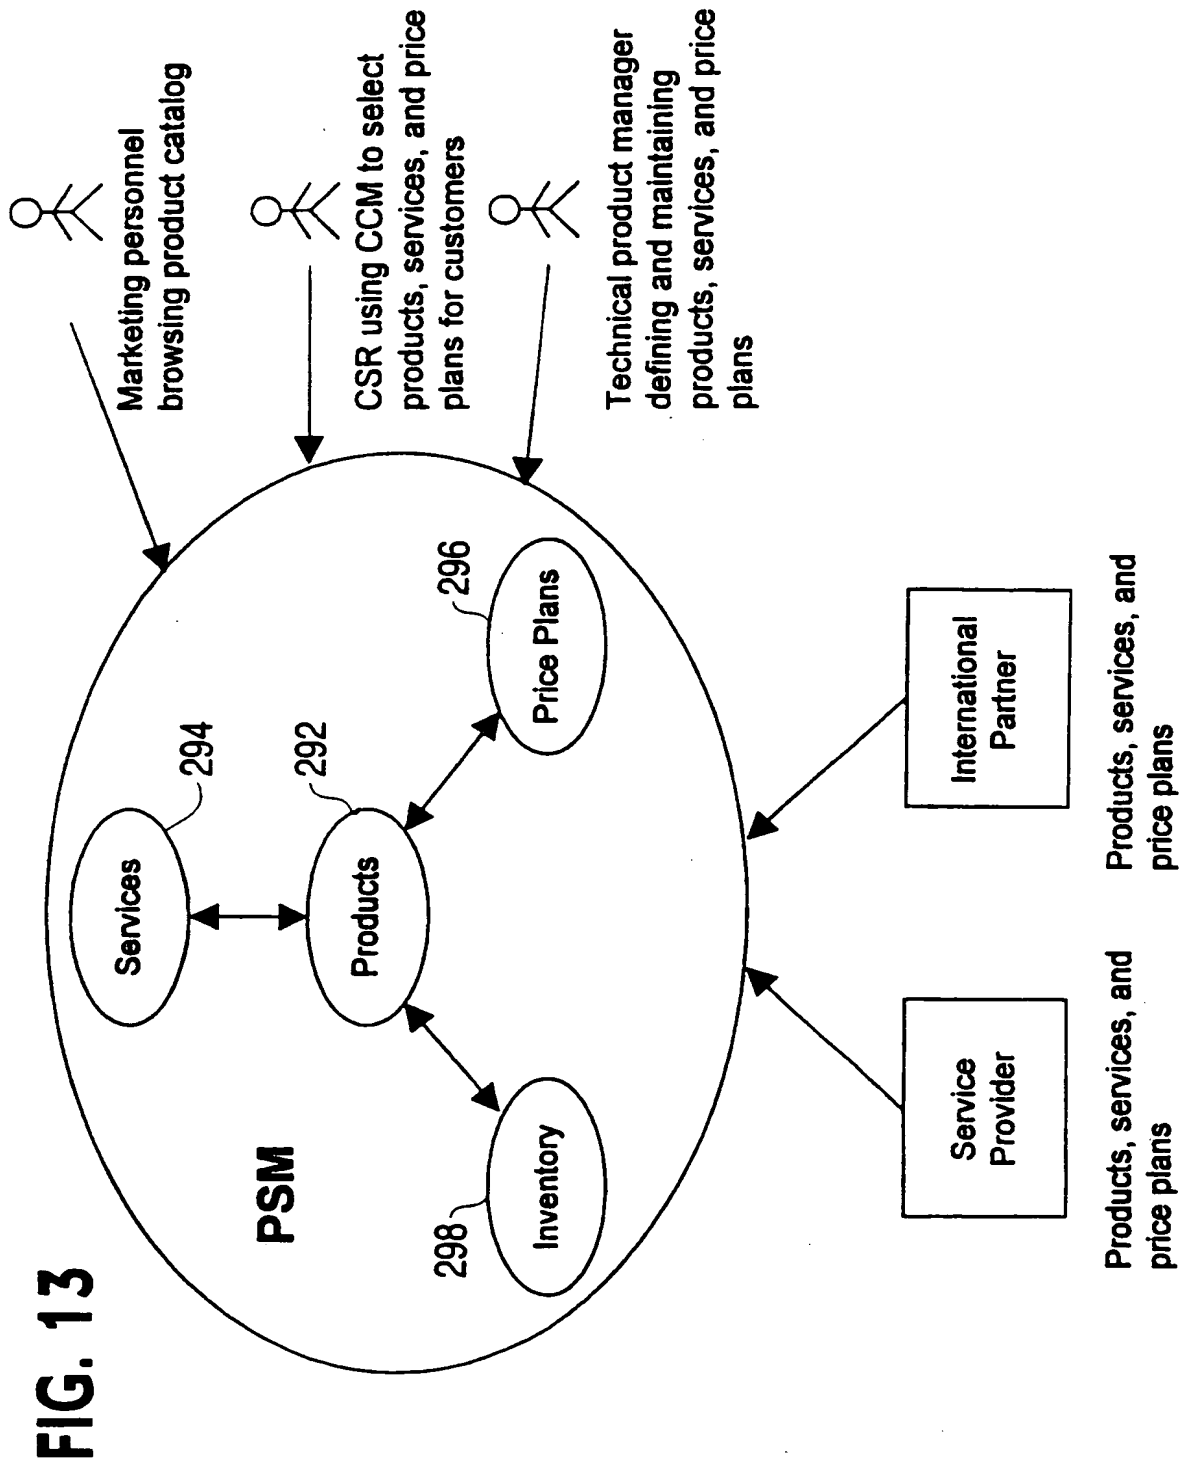 FIG. 13
PSM
Services
294
Products
292
Inventory
298
Price Plans
296
Marketing personnel
browsing product catalog
CSR using CCM to select
products, services, and price
plans for customers
Technical product manager
defining and maintaining
products, services, and price
plans
Service
Provider
Products, services, and
price plans
International
Partner
Products, services, and
price plans